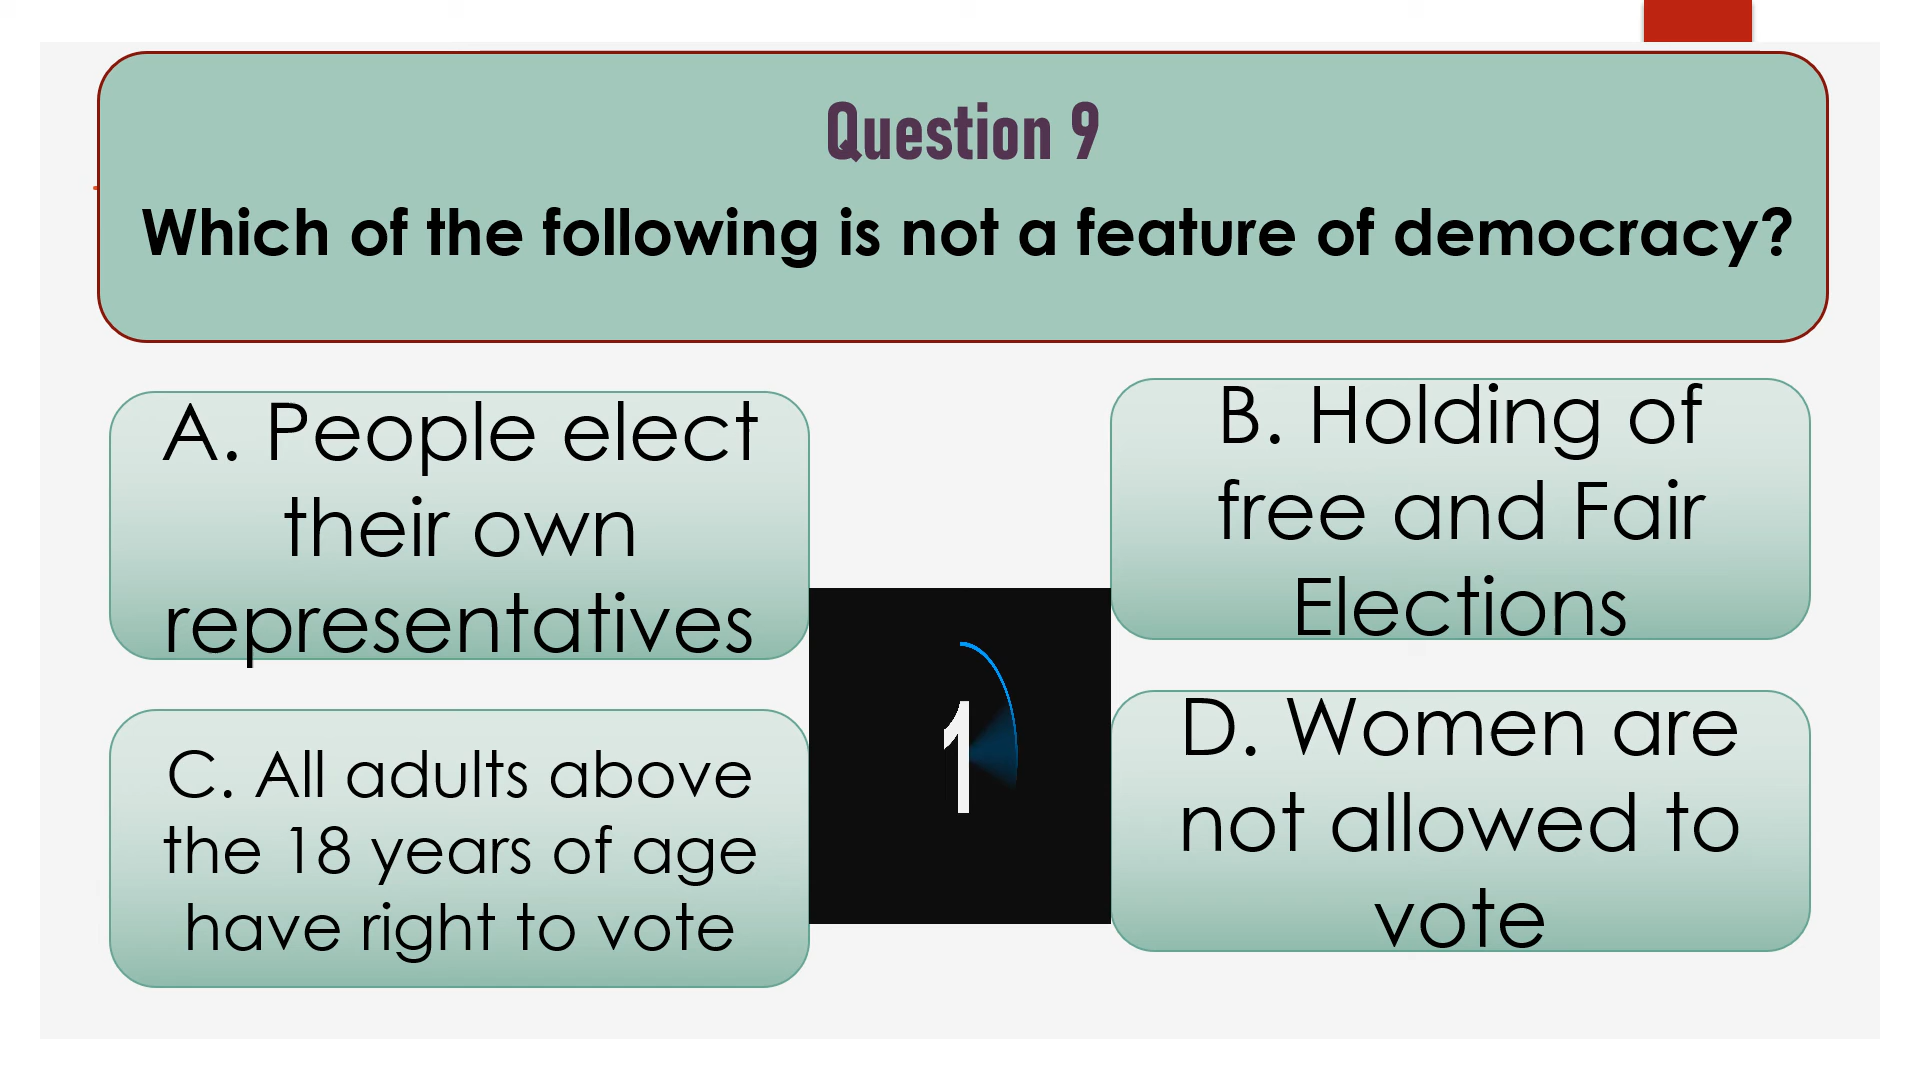 Question 9
Which of the following is not a feature of democracy?
A. People elect
their own
representatives
B. Holding of
free and Fair
Elections
C. All adults above
the 18 years of age
have right to vote
1
D. Women are
not allowed to
vote